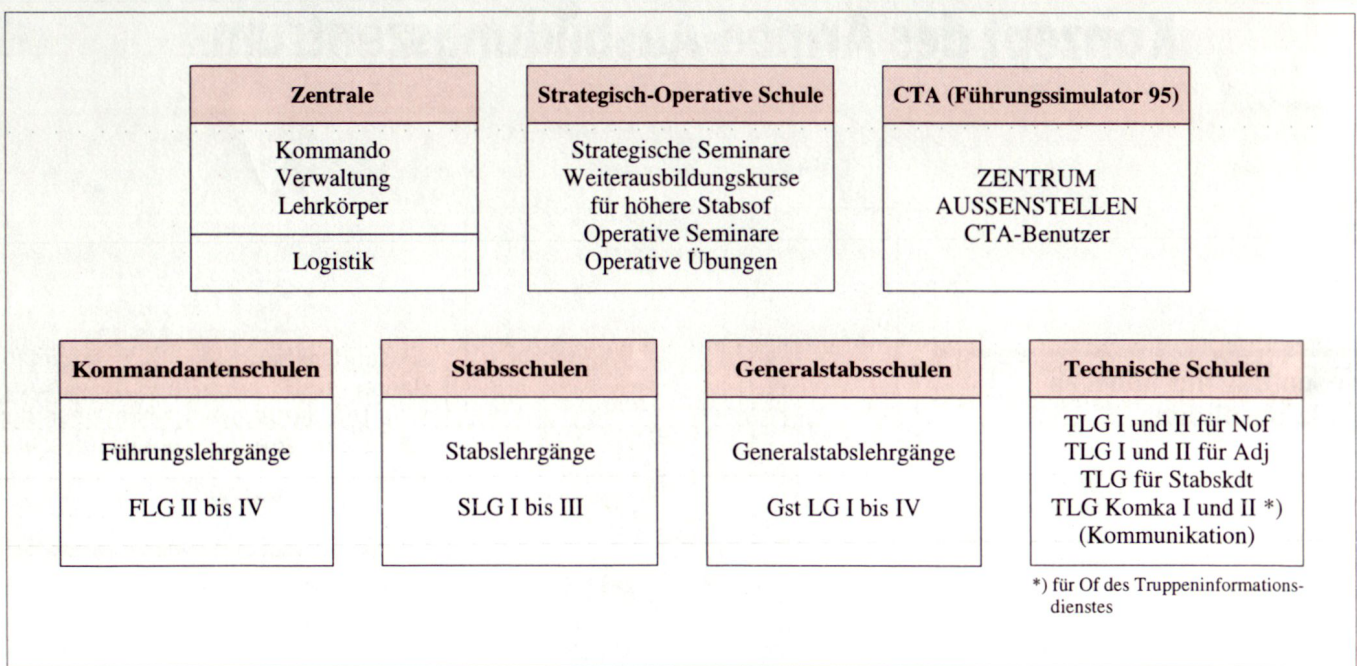 Zentrale
Kommando
Verwaltung
Lehrkörper
Logistik
Strategisch-Operative Schule
Strategische Seminare
Weiterausbildungskurse
für höhere Stabsof
Operative Seminare
Operative Übungen
CTA (Führungssimulator 95)
ZENTRUM
AUSSENSTELLEN
CTA-Benutzer
Kommandantenschulen
Führungslehrgänge
FLG II bis IV
Stabsschulen
Stabslehrgänge
SLG I bis III
Generalstabsschulen
Generalstabslehrgänge
Gst LG I bis IV
Technische Schulen
TLG I und II für Nof
TLG I und II für Adj
TLG für Stabskdt
TLG Komka I und II *)
(Kommunikation)
*) für Of des Truppeninformations-
dienstes